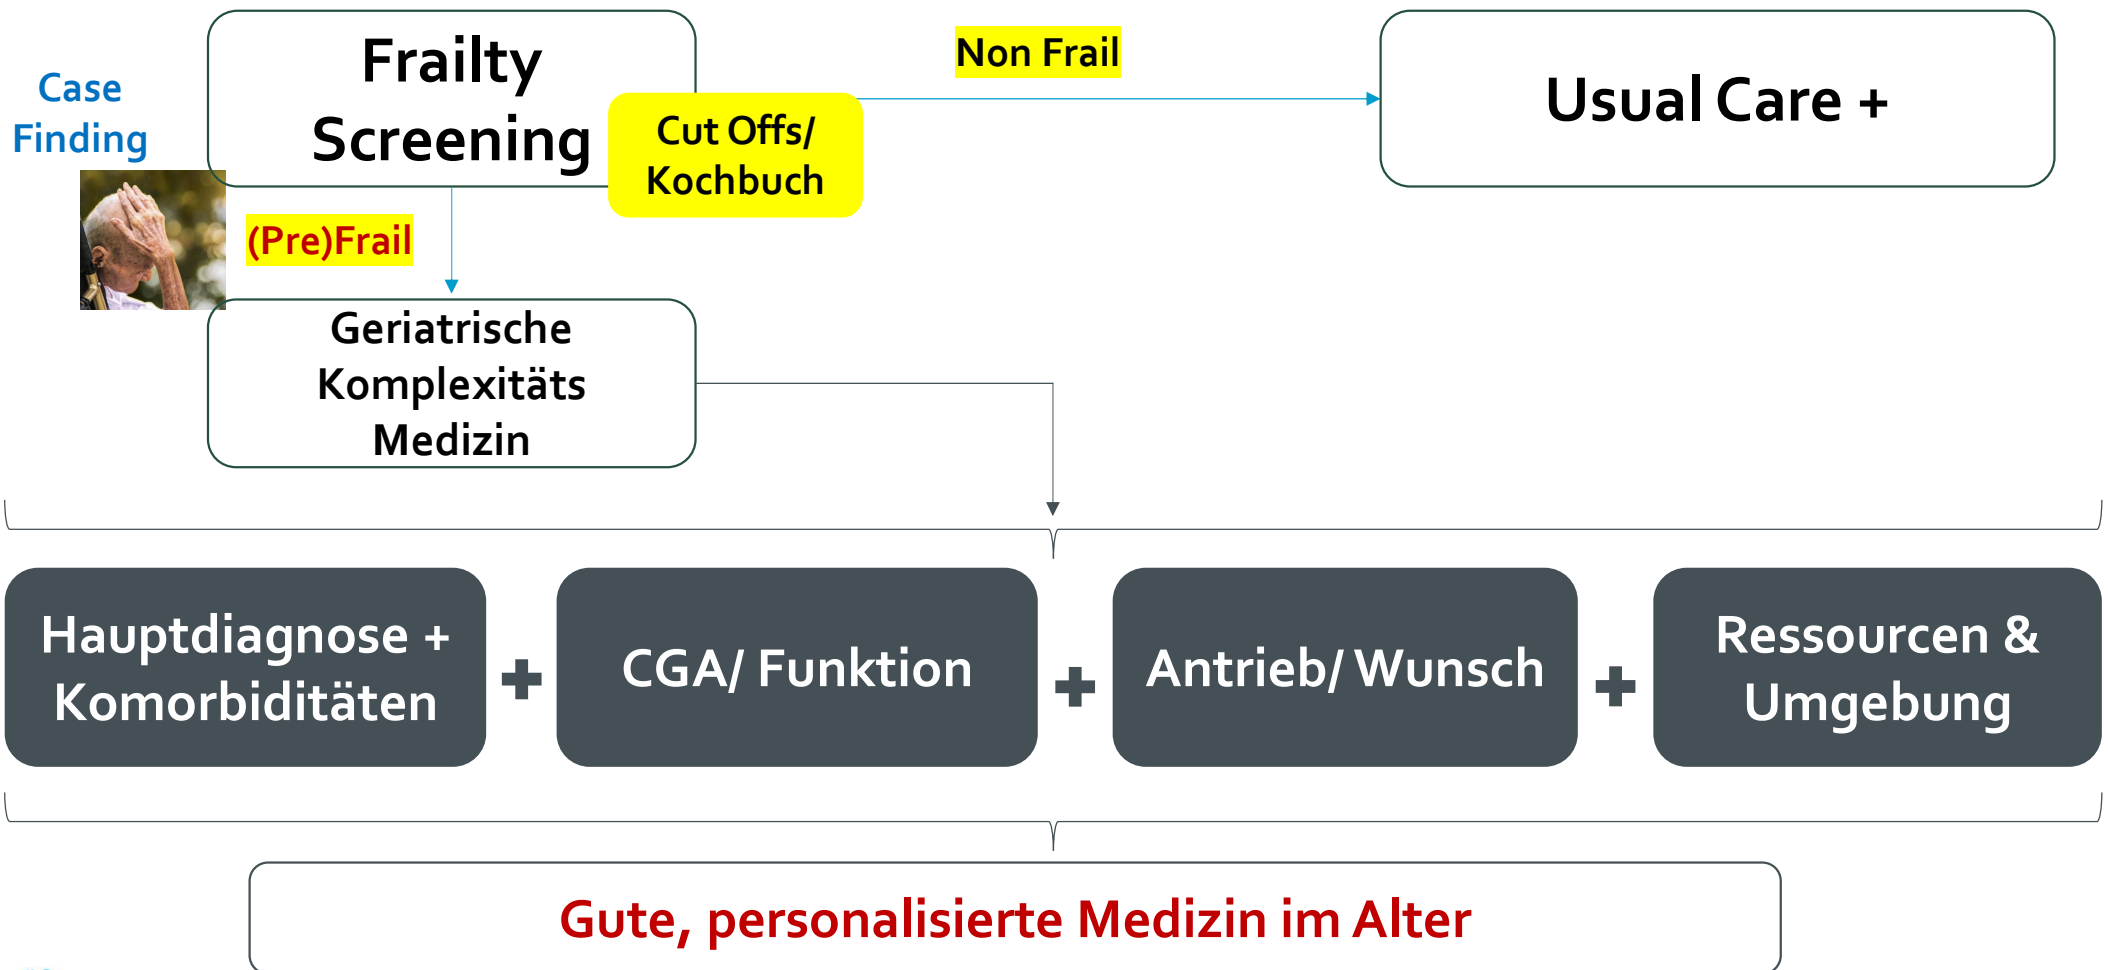 Case
Finding
Frailty
Screening
Cut Offs/
Kochbuch
Non Frail
Usual Care +
(Pre)Frail
Geriatrische
Komplexitäts
Medizin
Hauptdiagnose +
Komorbiditäten
+
CGA/ Funktion
+
Antrieb/ Wunsch
+
Ressourcen &
Umgebung
Gute, personalisierte Medizin im Alter